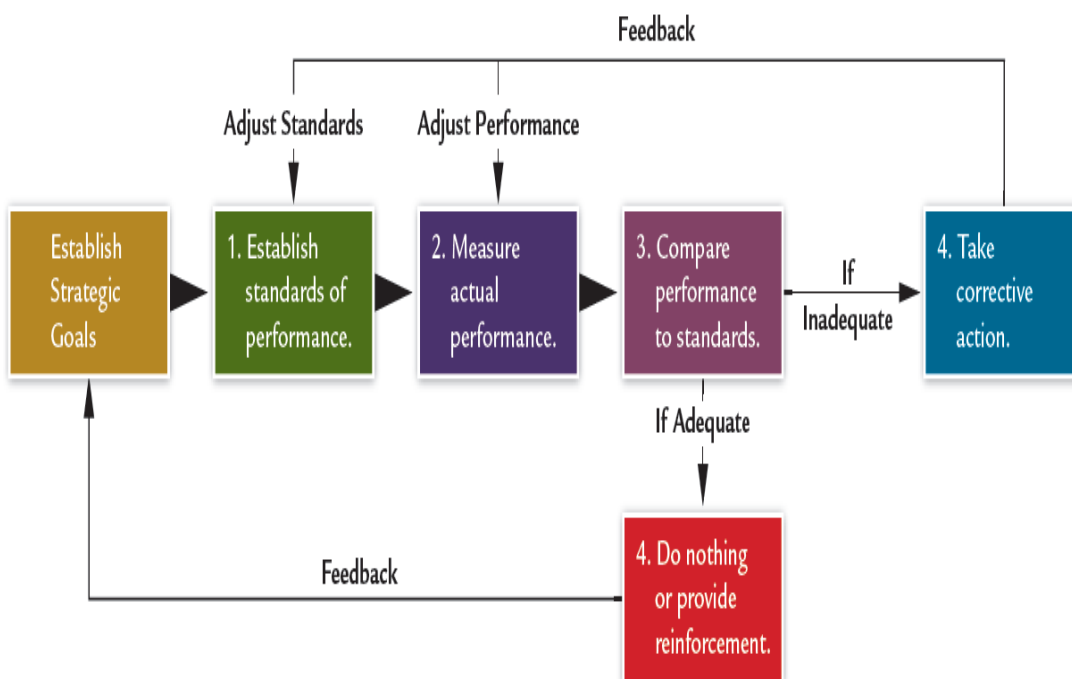 Feedback
Adjust Standards
Adjust Performance
Establish
Strategic
Goals
1. Establish
standards of
performance.
2. Measure
actual
performance.
3. Compare
performance
to standards.
If
Inadequate
4. Take
corrective
action.
If Adequate
4. Do nothing
or provide
reinforcement.
Feedback